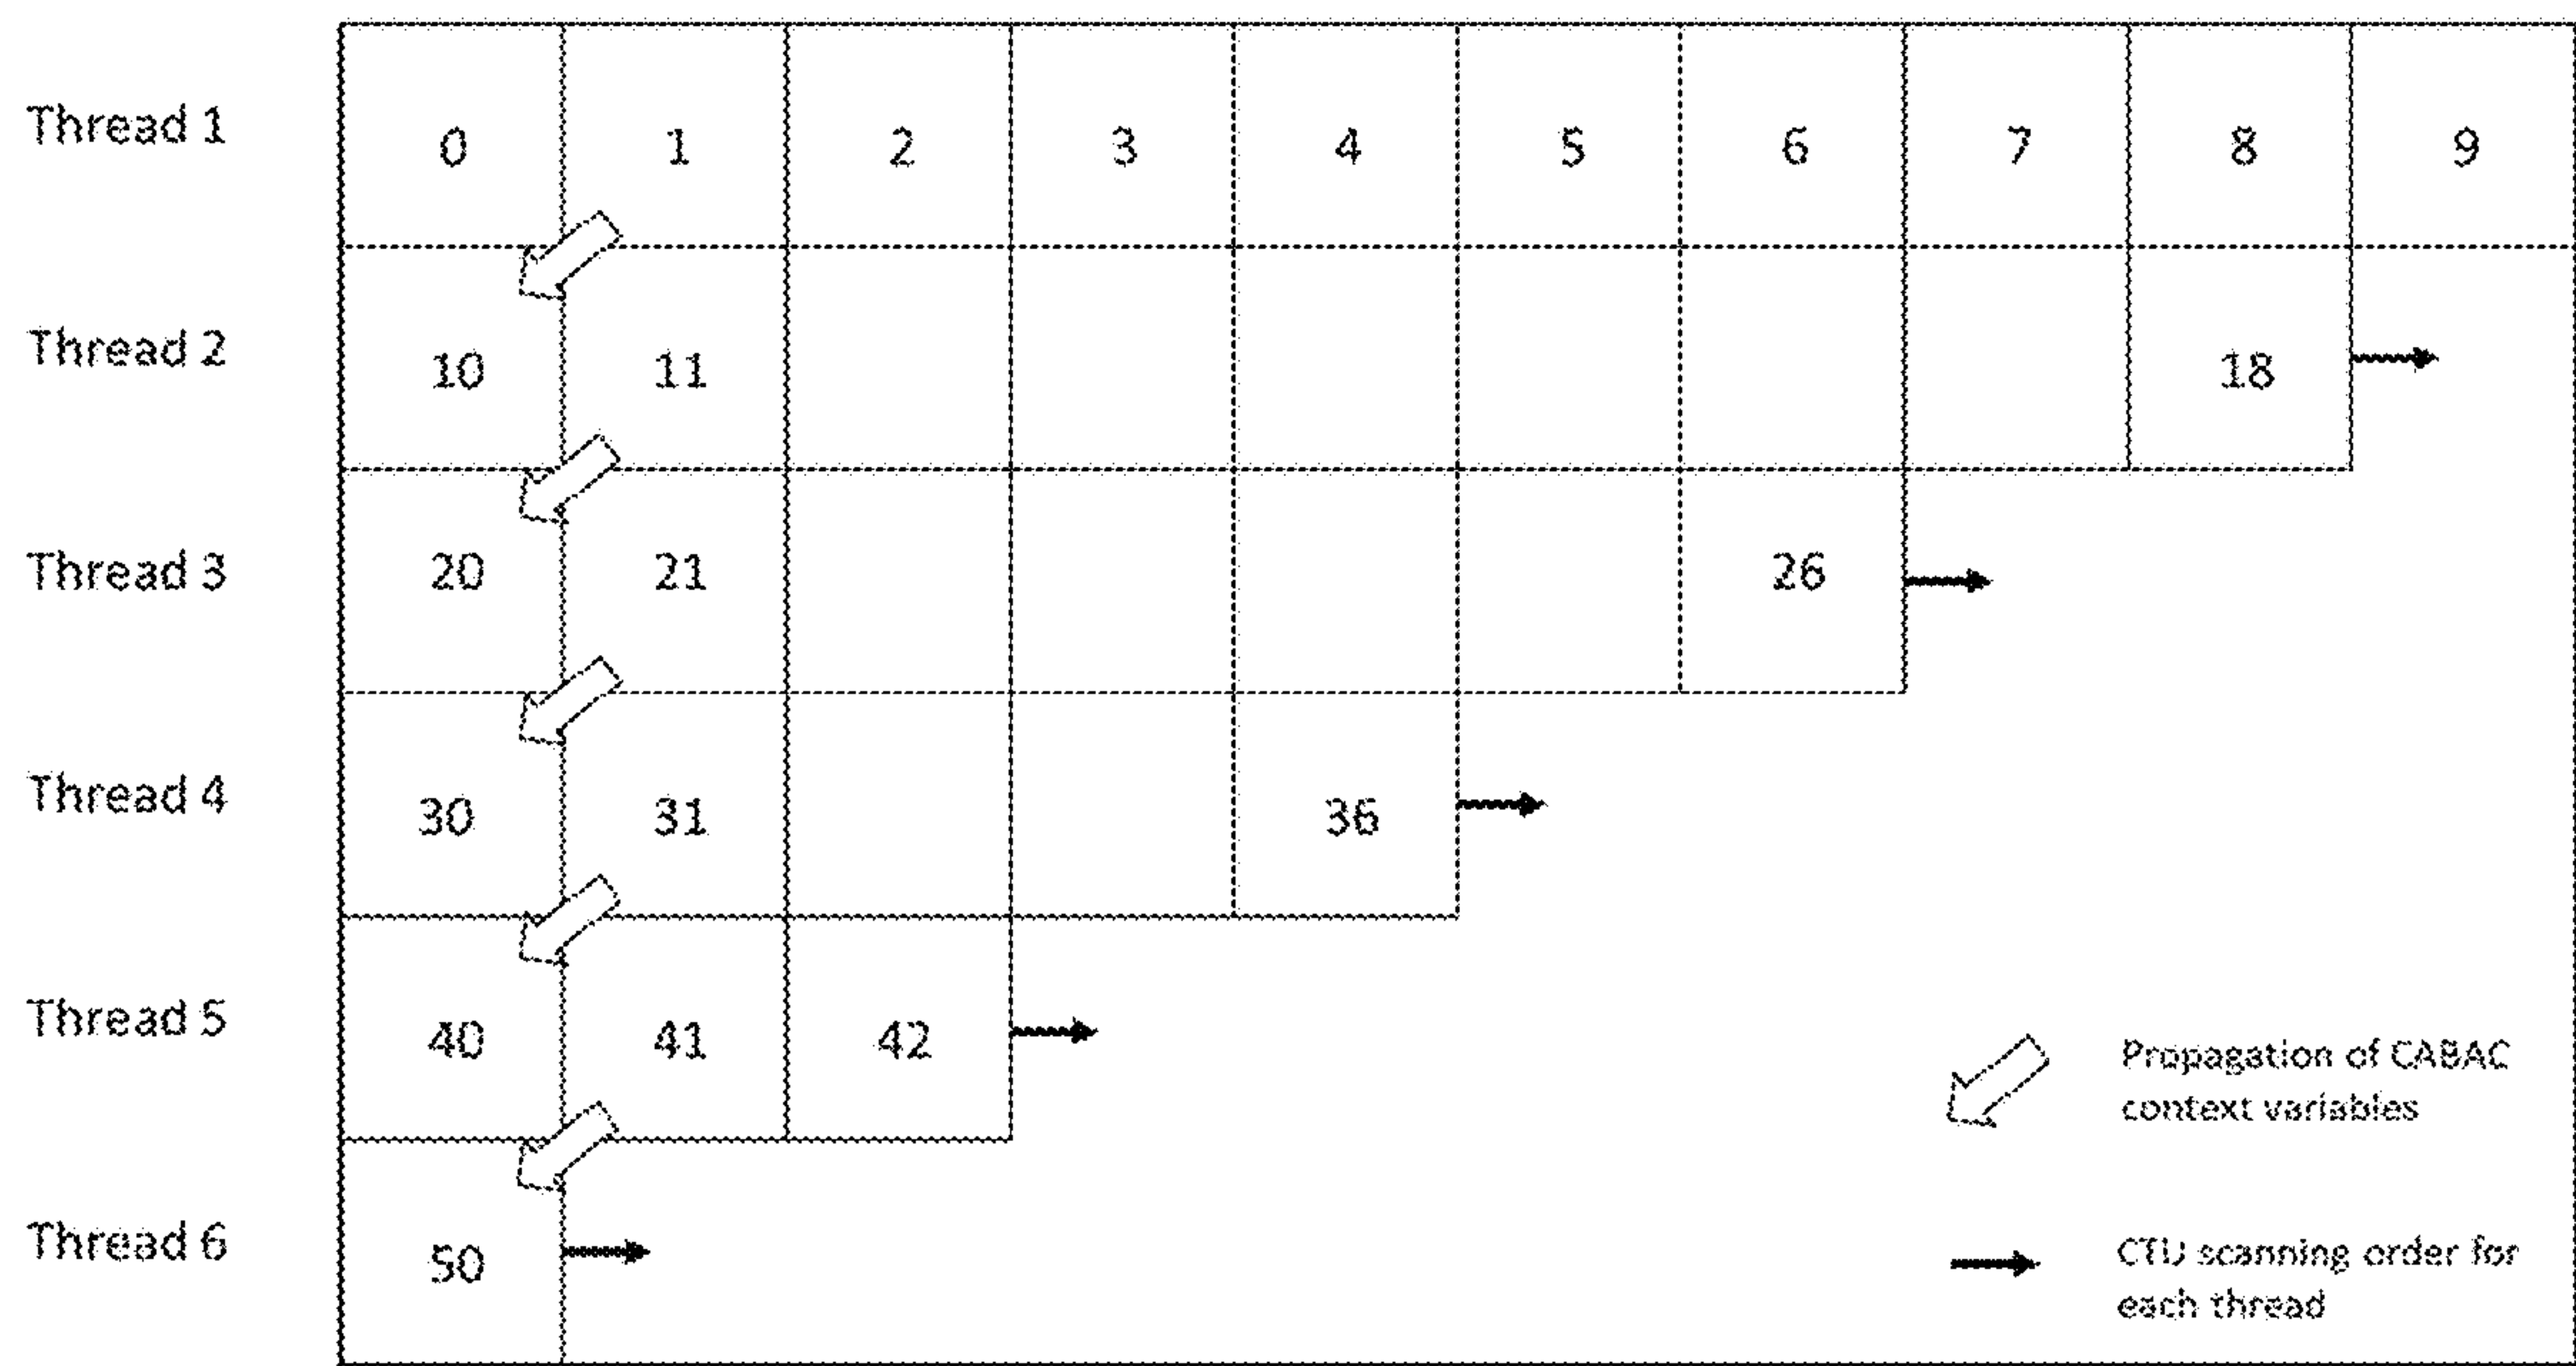 Thread 1 0 1 2 3 4 5 6 7 8 9
Thread 2 10 11 18
Thread 3 20 21 26
Thread 4 30 31 36
Thread 5 40 41 42
Propagation of CABAC
context variables
Thread 6 50
CTU scanning order for
each thread